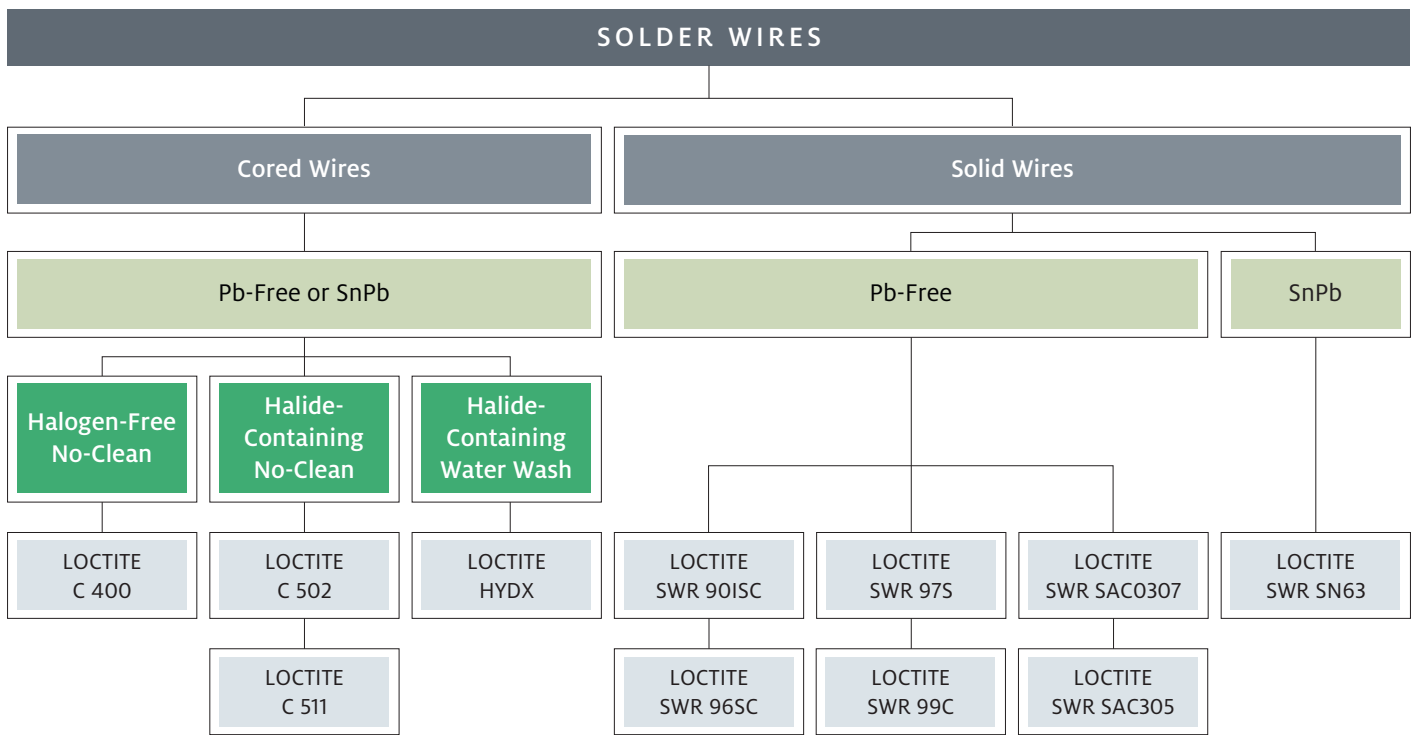 SOLDER WIRES
Cored Wires
Solid Wires
Pb-Free or SnPb
Pb-Free
SnPb
Halogen-Free
No-Clean
Halide-
Containing
No-Clean
Halide-
Containing
Water Wash
LOCTITE
C 400
LOCTITE
C 502
LOCTITE
HYDX
LOCTITE
SWR 90ISC
LOCTITE
SWR 97S
LOCTITE
SWR SAC0307
LOCTITE
SWR SN63
LOCTITE
C 511
LOCTITE
SWR 96SC
LOCTITE
SWR 99C
LOCTITE
SWR SAC305